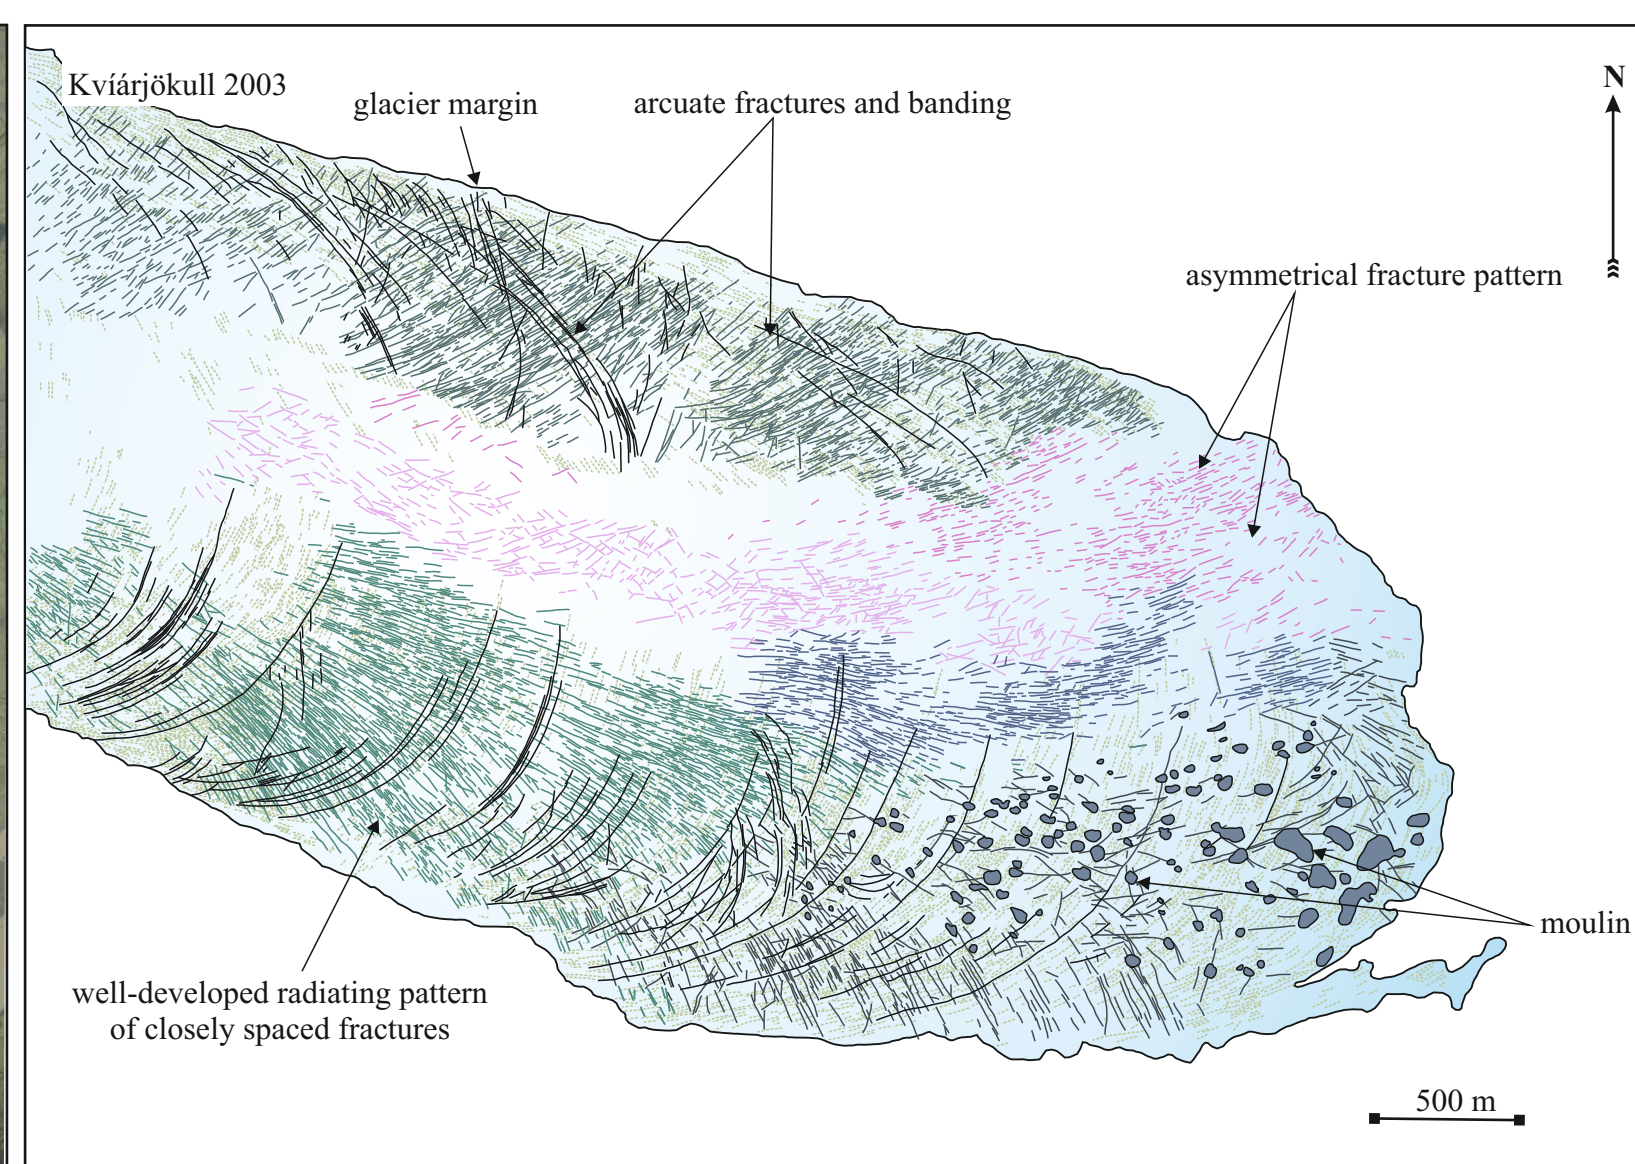 Kvíárjökull 2003
glacier margin
arcuate fractures and banding
N
asymmetrical fracture pattern
moulin
well-developed radiating pattern
of closely spaced fractures
500 m